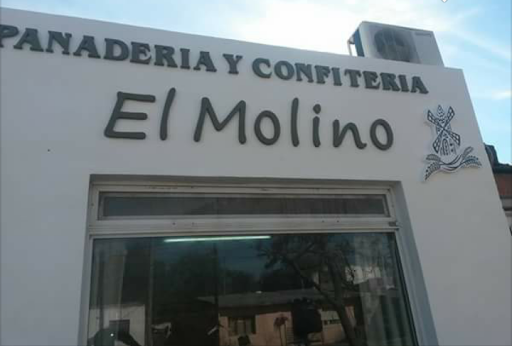 PANADERIA Y CONFITERIA
El Molino